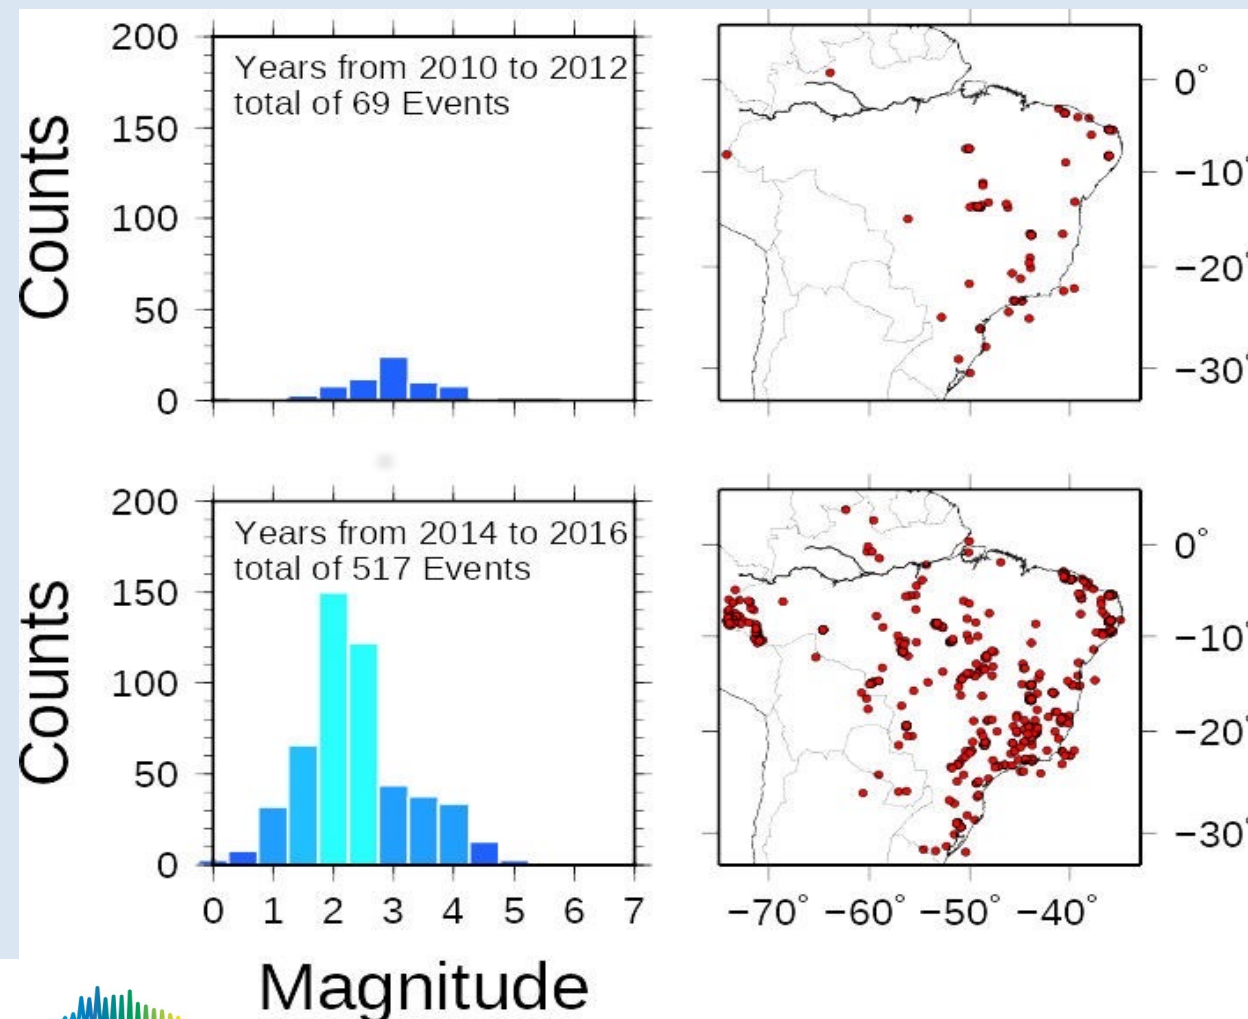 200
150
100
50
0
Counts
Years from 2010 to 2012
total of 69 Events
0°
−10°
−20°
−30°
200
150
100
50
0
Counts
Years from 2014 to 2016
total of 517 Events
0 1 2 3 4 5 6 7
Magnitude
0°
−10°
−20°
−30°
−70° −60° −50° −40°